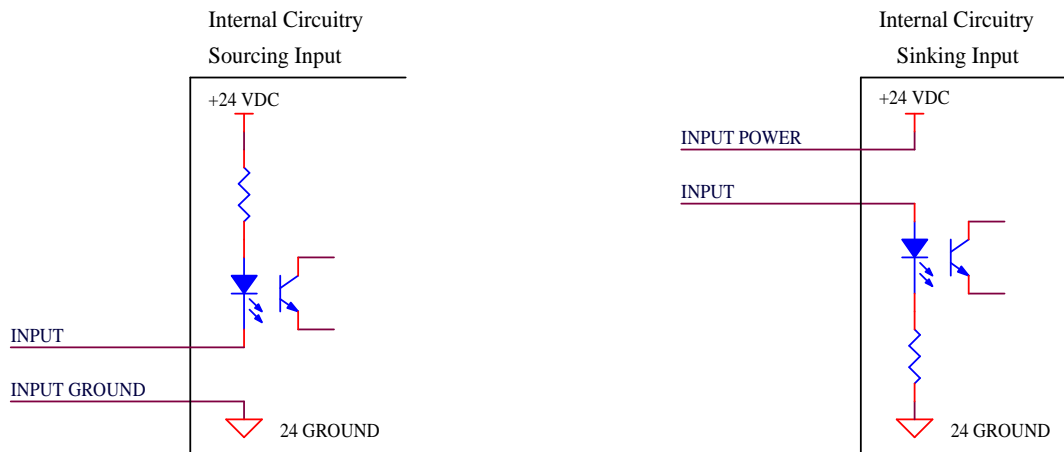 Internal Circuitry
Sourcing Input
+24 VDC
INPUT
INPUT GROUND
24 GROUND
Internal Circuitry
Sinking Input
+24 VDC
INPUT POWER
INPUT
24 GROUND